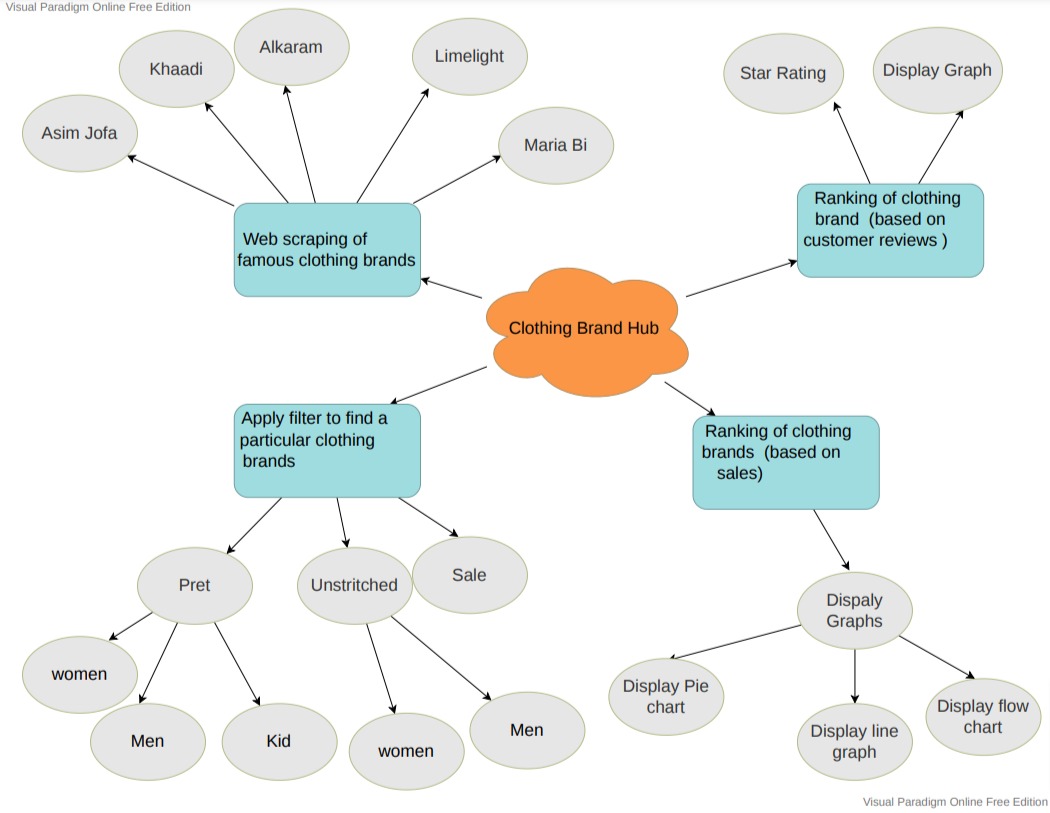 Visual Paradigm Online Free Edition
Asim Jofa
Khaadi
Alkaram
Limelight
Maria Bi
Star Rating
Display Graph
Web scraping of
famous clothing brands
Ranking of clothing
brand (based on
customer reviews )
Clothing Brand Hub
Apply filter to find a
particular clothing
brands
Ranking of clothing
brands (based on
sales)
Pret
Unstritched
Sale
women
Men
Kid
women
Men
Dispaly
Graphs
Display Pie
chart
Display line
graph
Display flow
chart
Visual Paradigm Online Free Edition